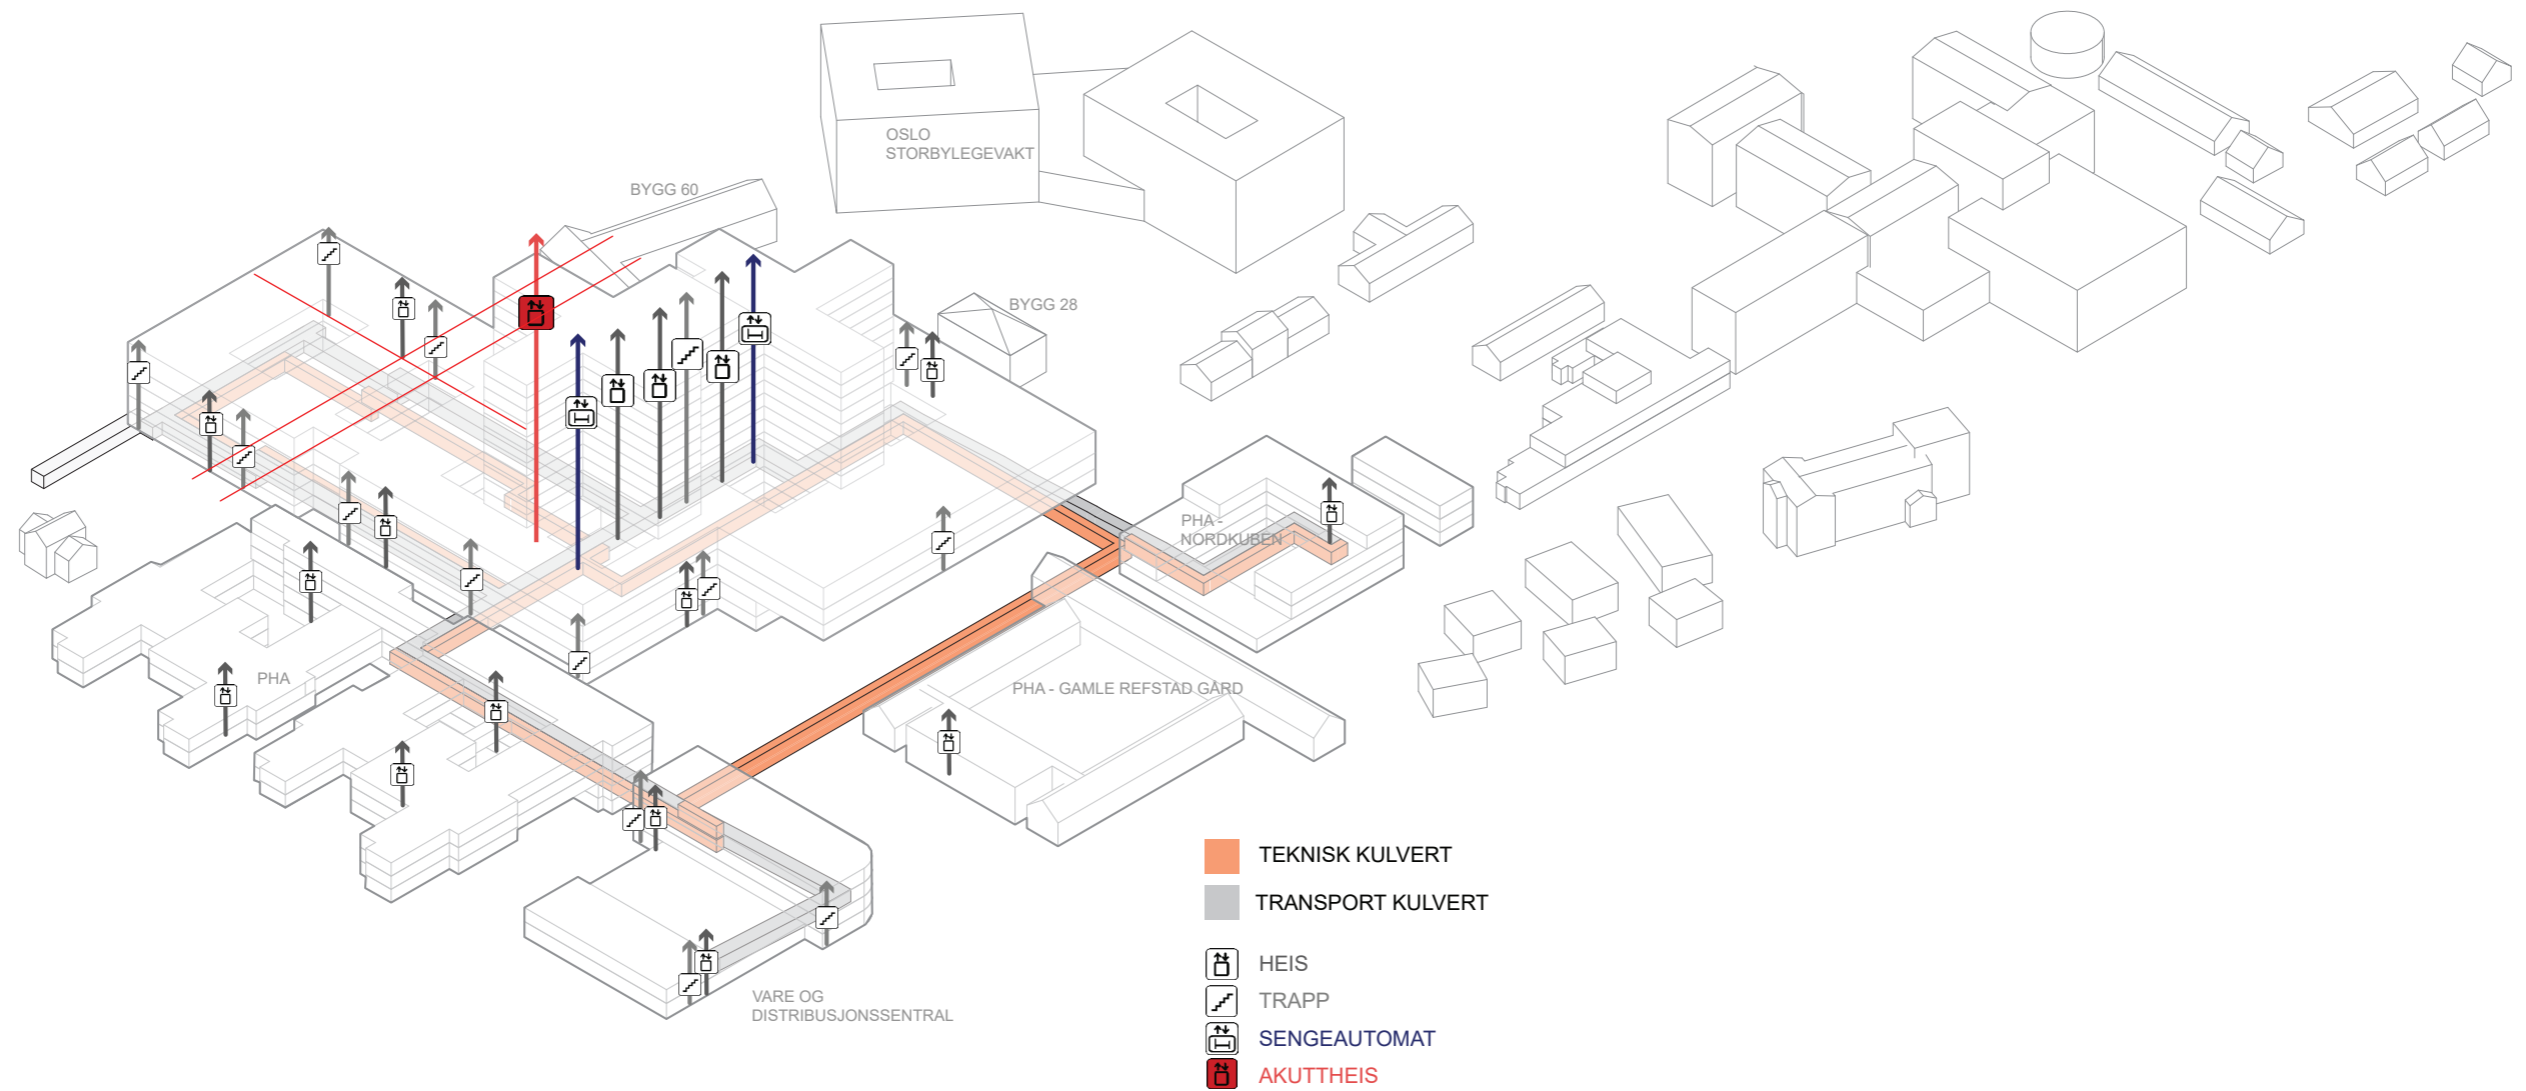 OSLO
STORBYLEGEVAKT
BYGG 60
BYGG 28
PHA -
NORDKUBEN
PHA
PHA - GAMLE REFSTAD GÅRD
VARE OG
DISTRIBUSJONSSENTRAL
TEKNISK KULVERT
TRANSPORT KULVERT
HEIS
TRAPP
SENGEAUTOMAT
AKUTTHEIS